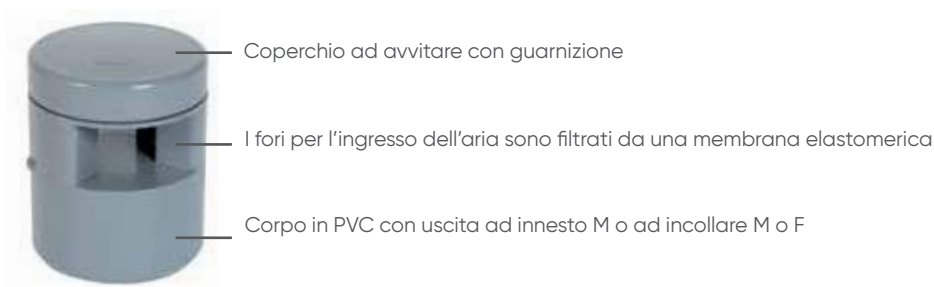 Coperchio ad avvitare con guarnizione
I fori per l'ingresso dell'aria sono filtrati da una membrana elastomerica
Corpo in PVC con uscita ad innesto M o ad incollare M o F